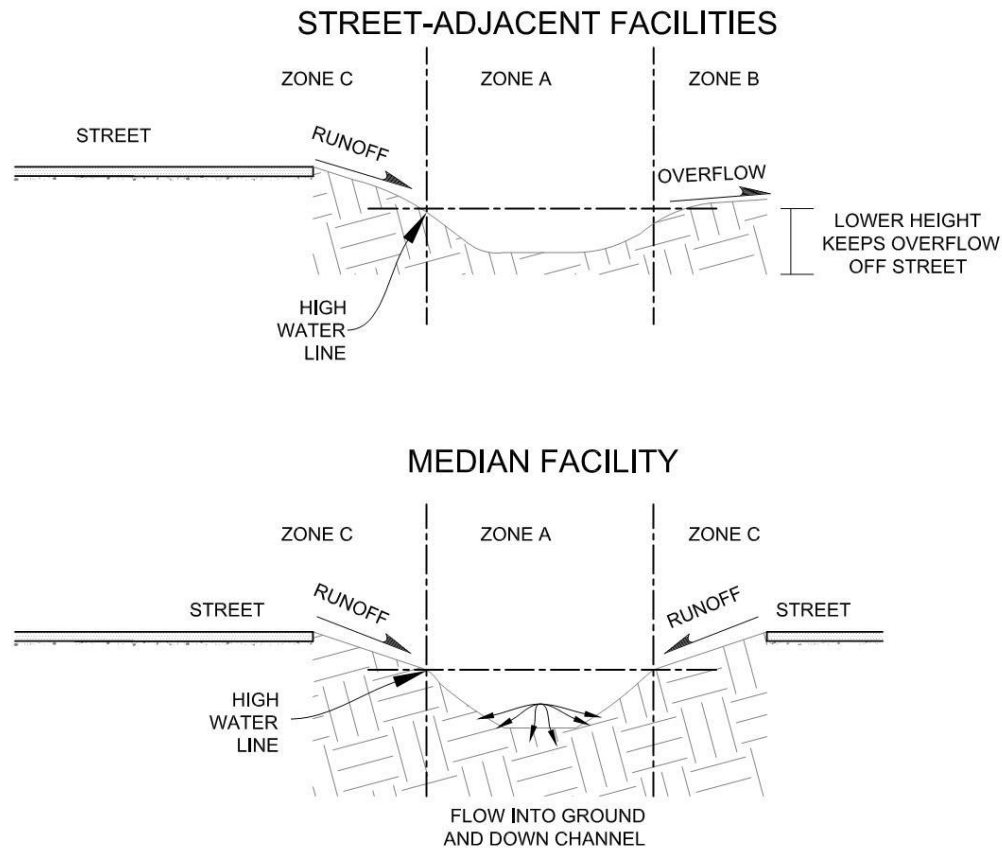 STREET-ADJACENT FACILITIES
ZONE C
ZONE A
ZONE B
STREET
RUNOFF
OVERFLOW
LOWER HEIGHT
KEEPS OVERFLOW
OFF STREET
HIGH
WATER
LINE
MEDIAN FACILITY
ZONE C
ZONE A
ZONE C
STREET
RUNOFF
RUNOFF
STREET
HIGH
WATER
LINE
FLOW INTO GROUND
AND DOWN CHANNEL